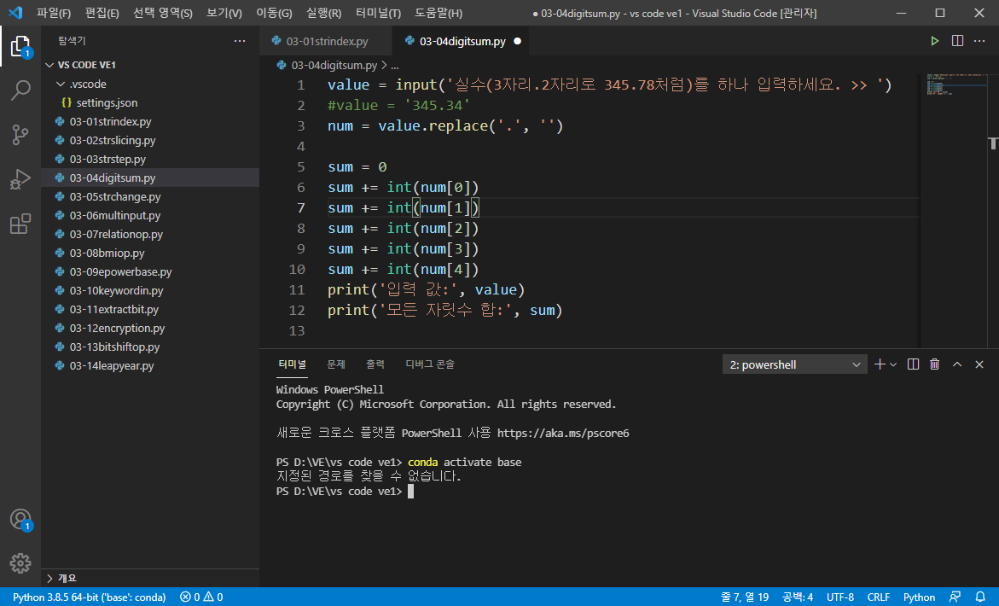 파일(F) 편집(E) 선택 영역(S) 보기(V) 이동(G) 실행(R) 터미널(T) 도움말(H) ● 03-04digitsum.py - vs code ve1 - Visual Studio Code [관리자]
탐색기 ...
VS CODE VE1
.vscode
{} settings.json
03-01strindex.py
03-02strslicing.py
03-03strstep.py
03-04digitsum.py
03-05strchange.py
03-06multinput.py
03-07relationop.py
03-08bmiop.py
03-09epowerbase.py
03-10keywordin.py
03-11extractbit.py
03-12encryption.py
03-13bitshiftop.py
03-14leapyear.py
개요
1
1
03-01strindex.py 03-04digitsum.py ●
03-04digitsum.py > ...
1 value = input('실수(3자리.2자리로 345.78처럼)를 하나 입력하세요. >> ')
2 #value = '345.34'
3 num = value.replace('.', '')
4
5 sum = 0
6 sum += int(num[0])
7 sum += int(num[1])
8 sum += int(num[2])
9 sum += int(num[3])
10 sum += int(num[4])
11 print('입력 값:', value)
12 print('모든 자릿수 합:', sum)
13
터미널 문제 출력 디버그 콘솔 2: powershell
Windows PowerShell
Copyright (C) Microsoft Corporation. All rights reserved.
새로운 크로스 플랫폼 PowerShell 사용 https://aka.ms/pscore6
PS D:\VE\vs code ve1> conda activate base
지정된 경로를 찾을 수 없습니다.
PS D:\VE\vs code ve1>
Python 3.8.5 64-bit ('base': conda) 0 0 줄 7, 열 19 공백: 4 UTF-8 CRLF Python